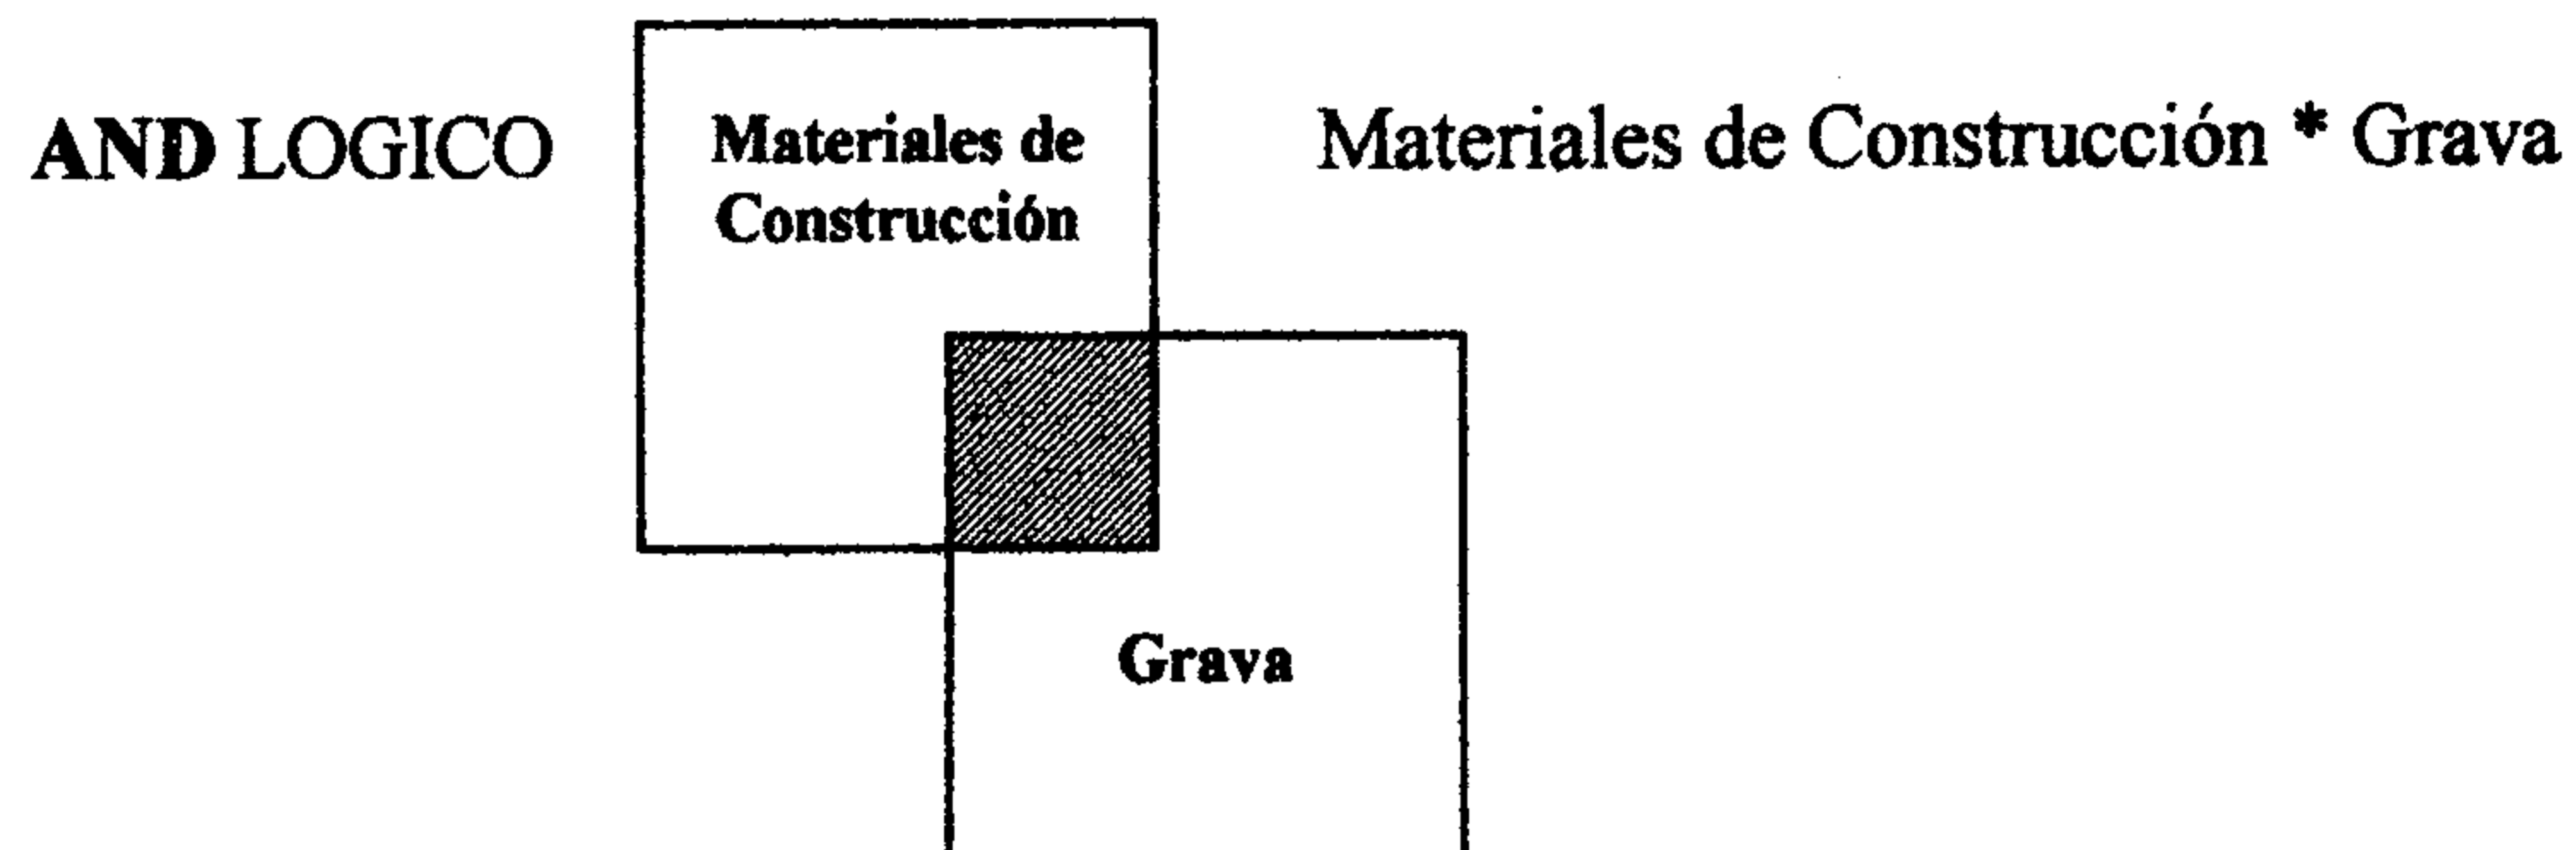 AND LOGICO
Materiales de
Construcción
Materiales de Construcción * Grava
Grava